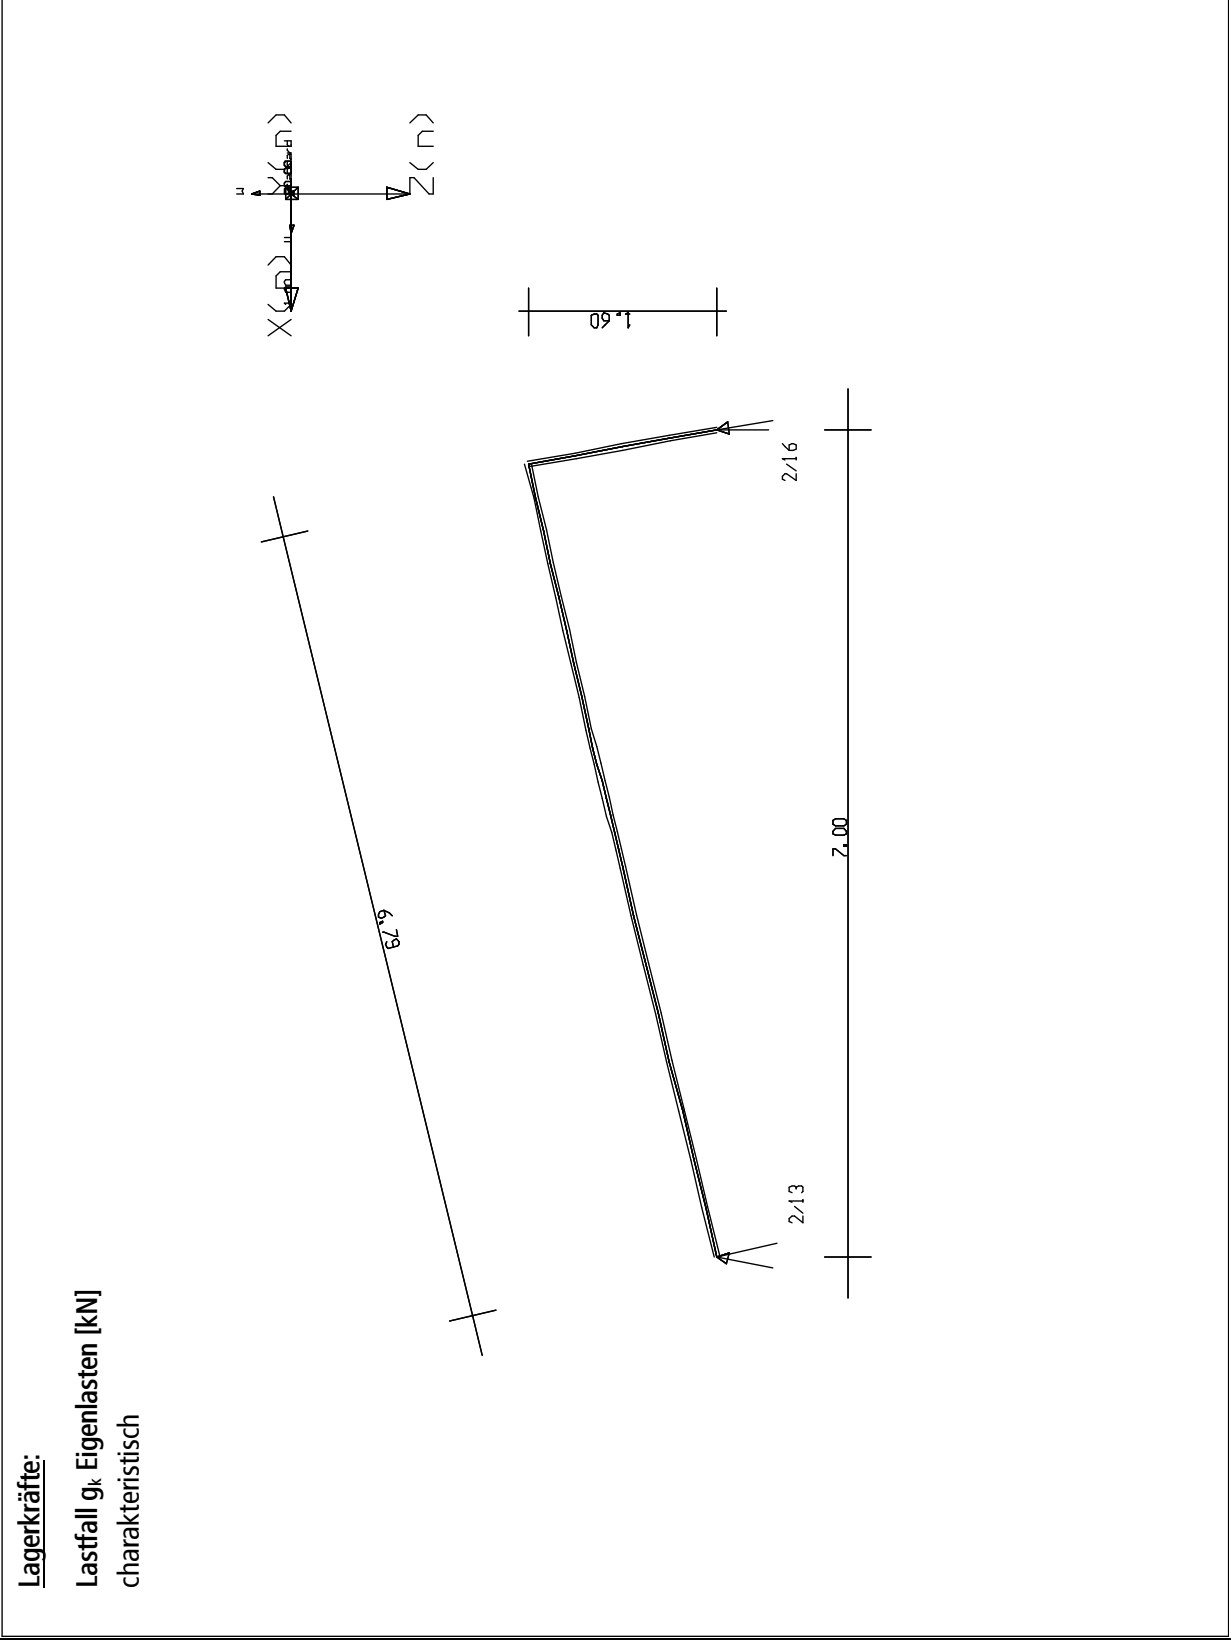 Lagerkräfte:
Lastfall gₖ Eigenlasten [kN]
charakteristisch
6.79
2/13
7.00
2/16
1.60
X(m)
Y(m)
Z(m)